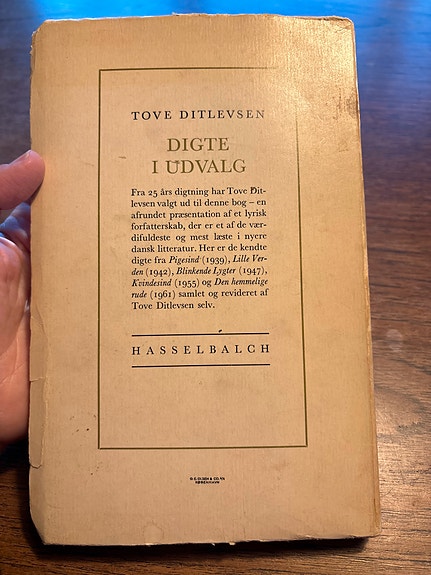 TOVE DITLEVSEN
DIGTE
I UDVALG
Fra 25 års digtning har Tove Dit-
levsen valgt ud til denne bog – en
afrundet præsentation af et lyrisk
forfatterskab, der er et af de vær-
difuldeste og mest læste i nyere
dansk litteratur. Her er de kendte
digte fra Pigesind (1939), Lille Ver-
den (1942), Blinkende Lygter (1947),
Kvindesind (1955) og Den hemmelige
rude (1961) samlet og revideret af
Tove Ditlevsen selv.
HASSELBALCH
KØBENHAVN